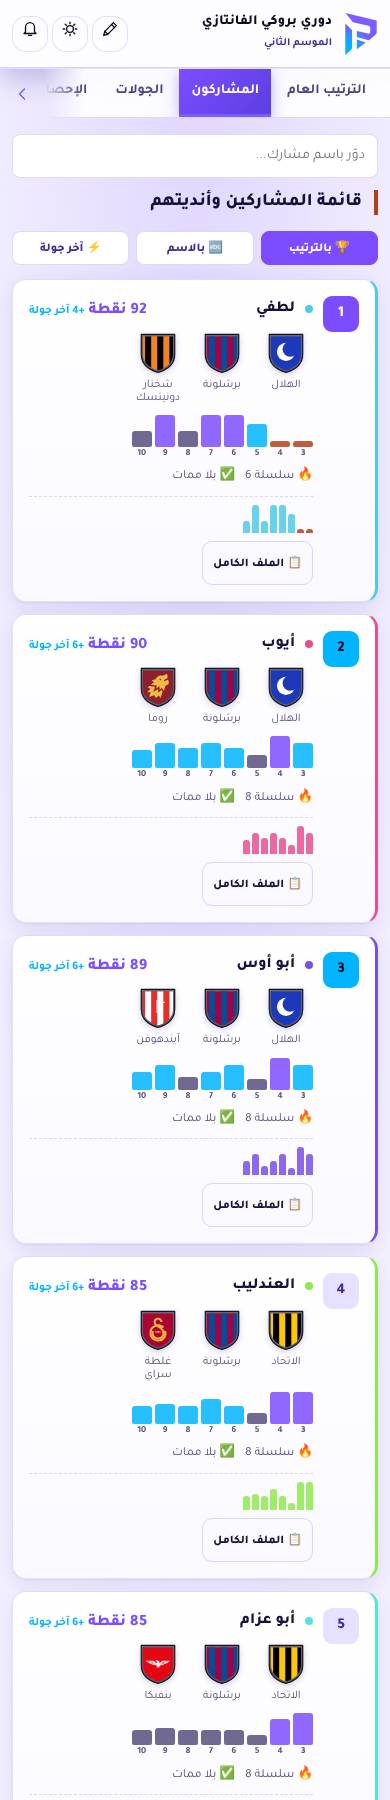 دوري بروكي الفانتازي
الموسم الثاني
الترتيب العام
المشاركون
الجولات
دوّر باسم مشارك...
قائمة المشاركين وأنديتهم
🏆 بالترتيب
🔤 بالاسم
⚡ آخر جولة
1
لطفي
92 نقطة +4 آخر جولة
الهلال
برشلونة
شختار دونيتسك
3 4 5 6 7 8 9 10
🔥 سلسلة 6 ✅ بلا ممات
📋 الملف الكامل
2
أيوب
90 نقطة +6 آخر جولة
الهلال
برشلونة
روما
3 4 5 6 7 8 9 10
🔥 سلسلة 8 ✅ بلا ممات
📋 الملف الكامل
3
أبو أوس
89 نقطة +6 آخر جولة
الهلال
برشلونة
آيندهوفن
3 4 5 6 7 8 9 10
🔥 سلسلة 8 ✅ بلا ممات
📋 الملف الكامل
4
العندليب
85 نقطة +6 آخر جولة
الاتحاد
برشلونة
غلطة سراي
3 4 5 6 7 8 9 10
🔥 سلسلة 8 ✅ بلا ممات
📋 الملف الكامل
5
أبو عزام
85 نقطة +6 آخر جولة
الاتحاد
برشلونة
بنفيكا
3 4 5 6 7 8 9 10
🔥 سلسلة 8 ✅ بلا ممات